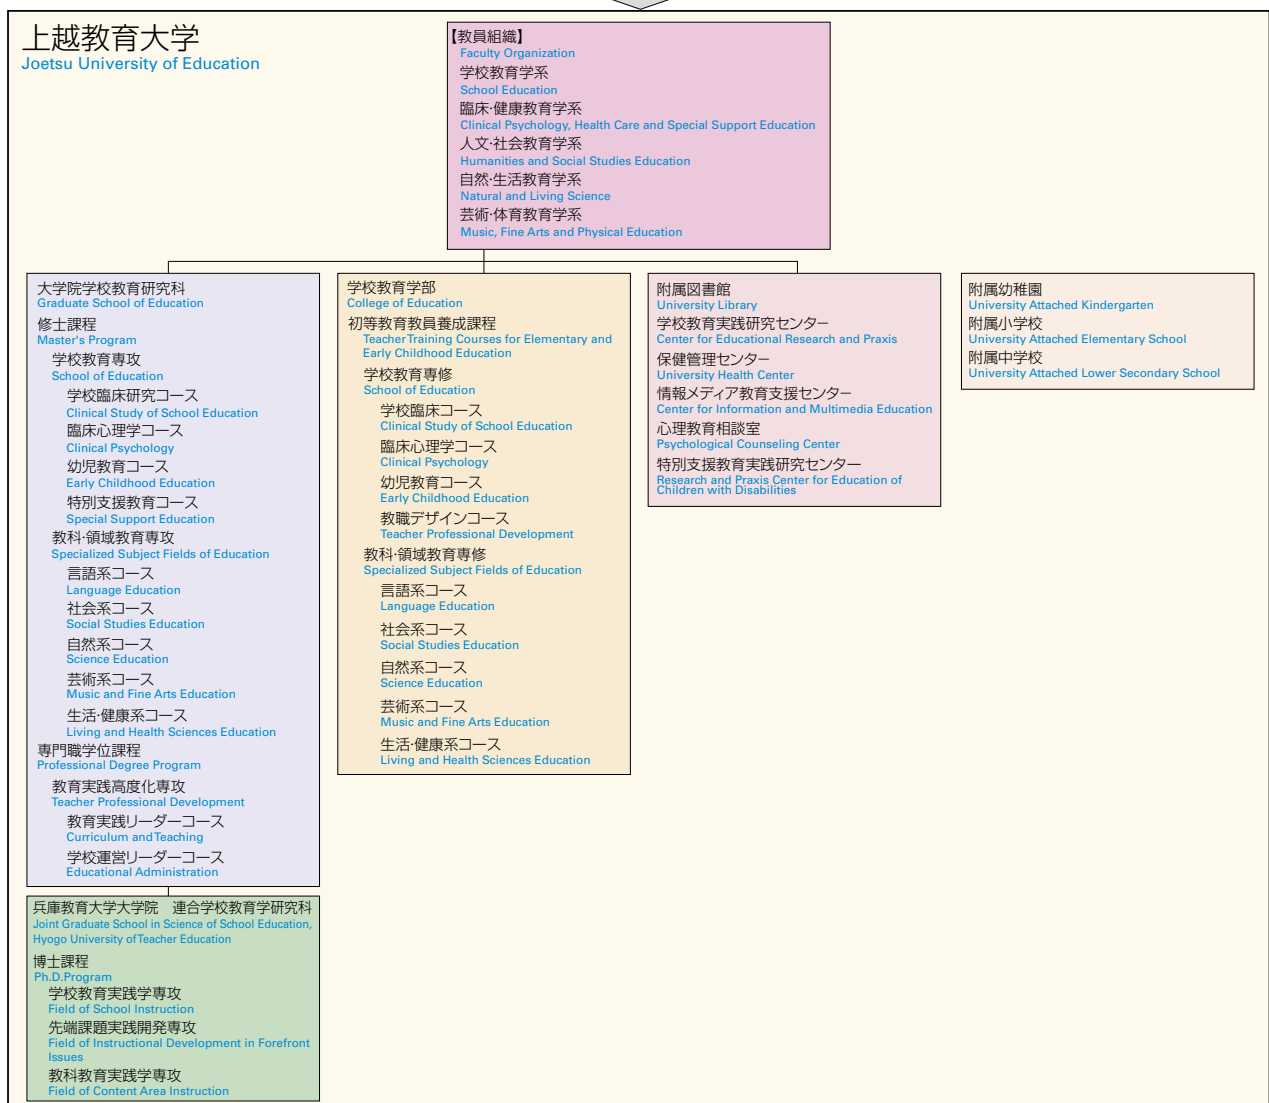 上越教育大学
Joetsu University of Education
【教員組織】
Faculty Organization
学校教育学系
School Education
臨床·健康教育学系
Clinical Psychology, Health Care and Special Support Education
人文·社会教育学系
Humanities and Social Studies Education
自然·生活教育学系
Natural and Living Science
芸術·体育教育学系
Music, Fine Arts and Physical Education
大学院学校教育研究科
Graduate School of Education
修士課程
Master's Program
学校教育専攻
School of Education
学校臨床研究コース
Clinical Study of School Education
臨床心理学コース
Clinical Psychology
幼児教育コース
Early Childhood Education
特別支援教育コース
Special Support Education
教科·領域教育専攻
Specialized Subject Fields of Education
言語系コース
Language Education
社会系コース
Social Studies Education
自然系コース
Science Education
芸術系コース
Music and Fine Arts Education
生活·健康系コース
Living and Health Sciences Education
専門職学位課程
Professional Degree Program
教育実践高度化専攻
Teacher Professional Development
教育実践リーダーコース
Curriculum and Teaching
学校運営リーダーコース
Educational Administration
兵庫教育大学大学院　連合学校教育学研究科
Joint Graduate School in Science of School Education,
Hyogo University of Teacher Education
博士課程
Ph.D.Program
学校教育実践学専攻
Field of School Instruction
先端課題実践開発専攻
Field of Instructional Development in Forefront
Issues
教科教育実践学専攻
Field of Content Area Instruction
学校教育学部
College of Education
初等教育教員養成課程
Teacher Training Courses for Elementary and
Early Childhood Education
学校教育専修
School of Education
学校臨床コース
Clinical Study of School Education
臨床心理学コース
Clinical Psychology
幼児教育コース
Early Childhood Education
教職デザインコース
Teacher Professional Development
教科·領域教育専修
Specialized Subject Fields of Education
言語系コース
Language Education
社会系コース
Social Studies Education
自然系コース
Science Education
芸術系コース
Music and Fine Arts Education
生活·健康系コース
Living and Health Sciences Education
附属図書館
University Library
学校教育実践研究センター
Center for Educational Research and Praxis
保健管理センター
University Health Center
情報メディア教育支援センター
Center for Information and Multimedia Education
心理教育相談室
Psychological Counseling Center
特別支援教育実践研究センター
Research and Praxis Center for Education of
Children with Disabilities
附属幼稚園
University Attached Kindergarten
附属小学校
University Attached Elementary School
附属中学校
University Attached Lower Secondary School